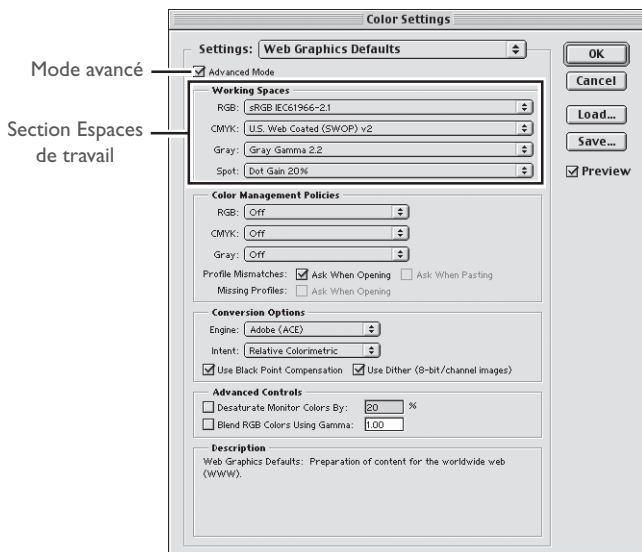 Color Settings
Settings: Web Graphics Defaults
OK
Mode avancé
Advanced Mode
Cancel
Section Espaces
de travail
Working Spaces
RGB: sRGB IEC61966-2.1
Load...
CMYK: U.S. Web Coated (SWOP) v2
Save...
Gray: Gray Gamma 2.2
Spot: Dot Gain 20%
Preview
Color Management Policies
RGB: Off
CMYK: Off
Gray: Off
Profile Mismatches: Ask When Opening Ask When Pasting
Missing Profiles: Ask When Opening
Conversion Options
Engine: Adobe (ACE)
Intent: Relative Colorimetric
Use Black Point Compensation Use Dither (8-bit/channel images)
Advanced Controls
Desaturate Monitor Colors By: 20 %
Blend RGB Colors Using Gamma: 1.00
Description
Web Graphics Defaults: Preparation of content for the worldwide web
(WWW).